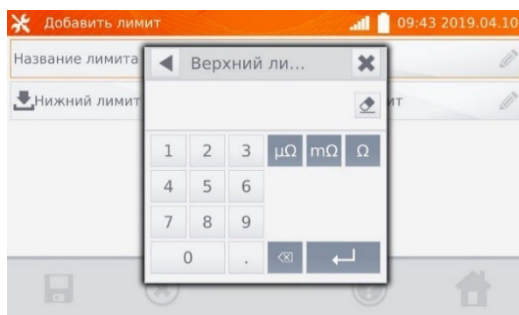 Добавить лимит 09:43 2019.04.10
Название лимита
Верхний ли...
Нижний лимит ит
1 2 3 µΩ mΩ Ω
4 5 6
7 8 9
0 .